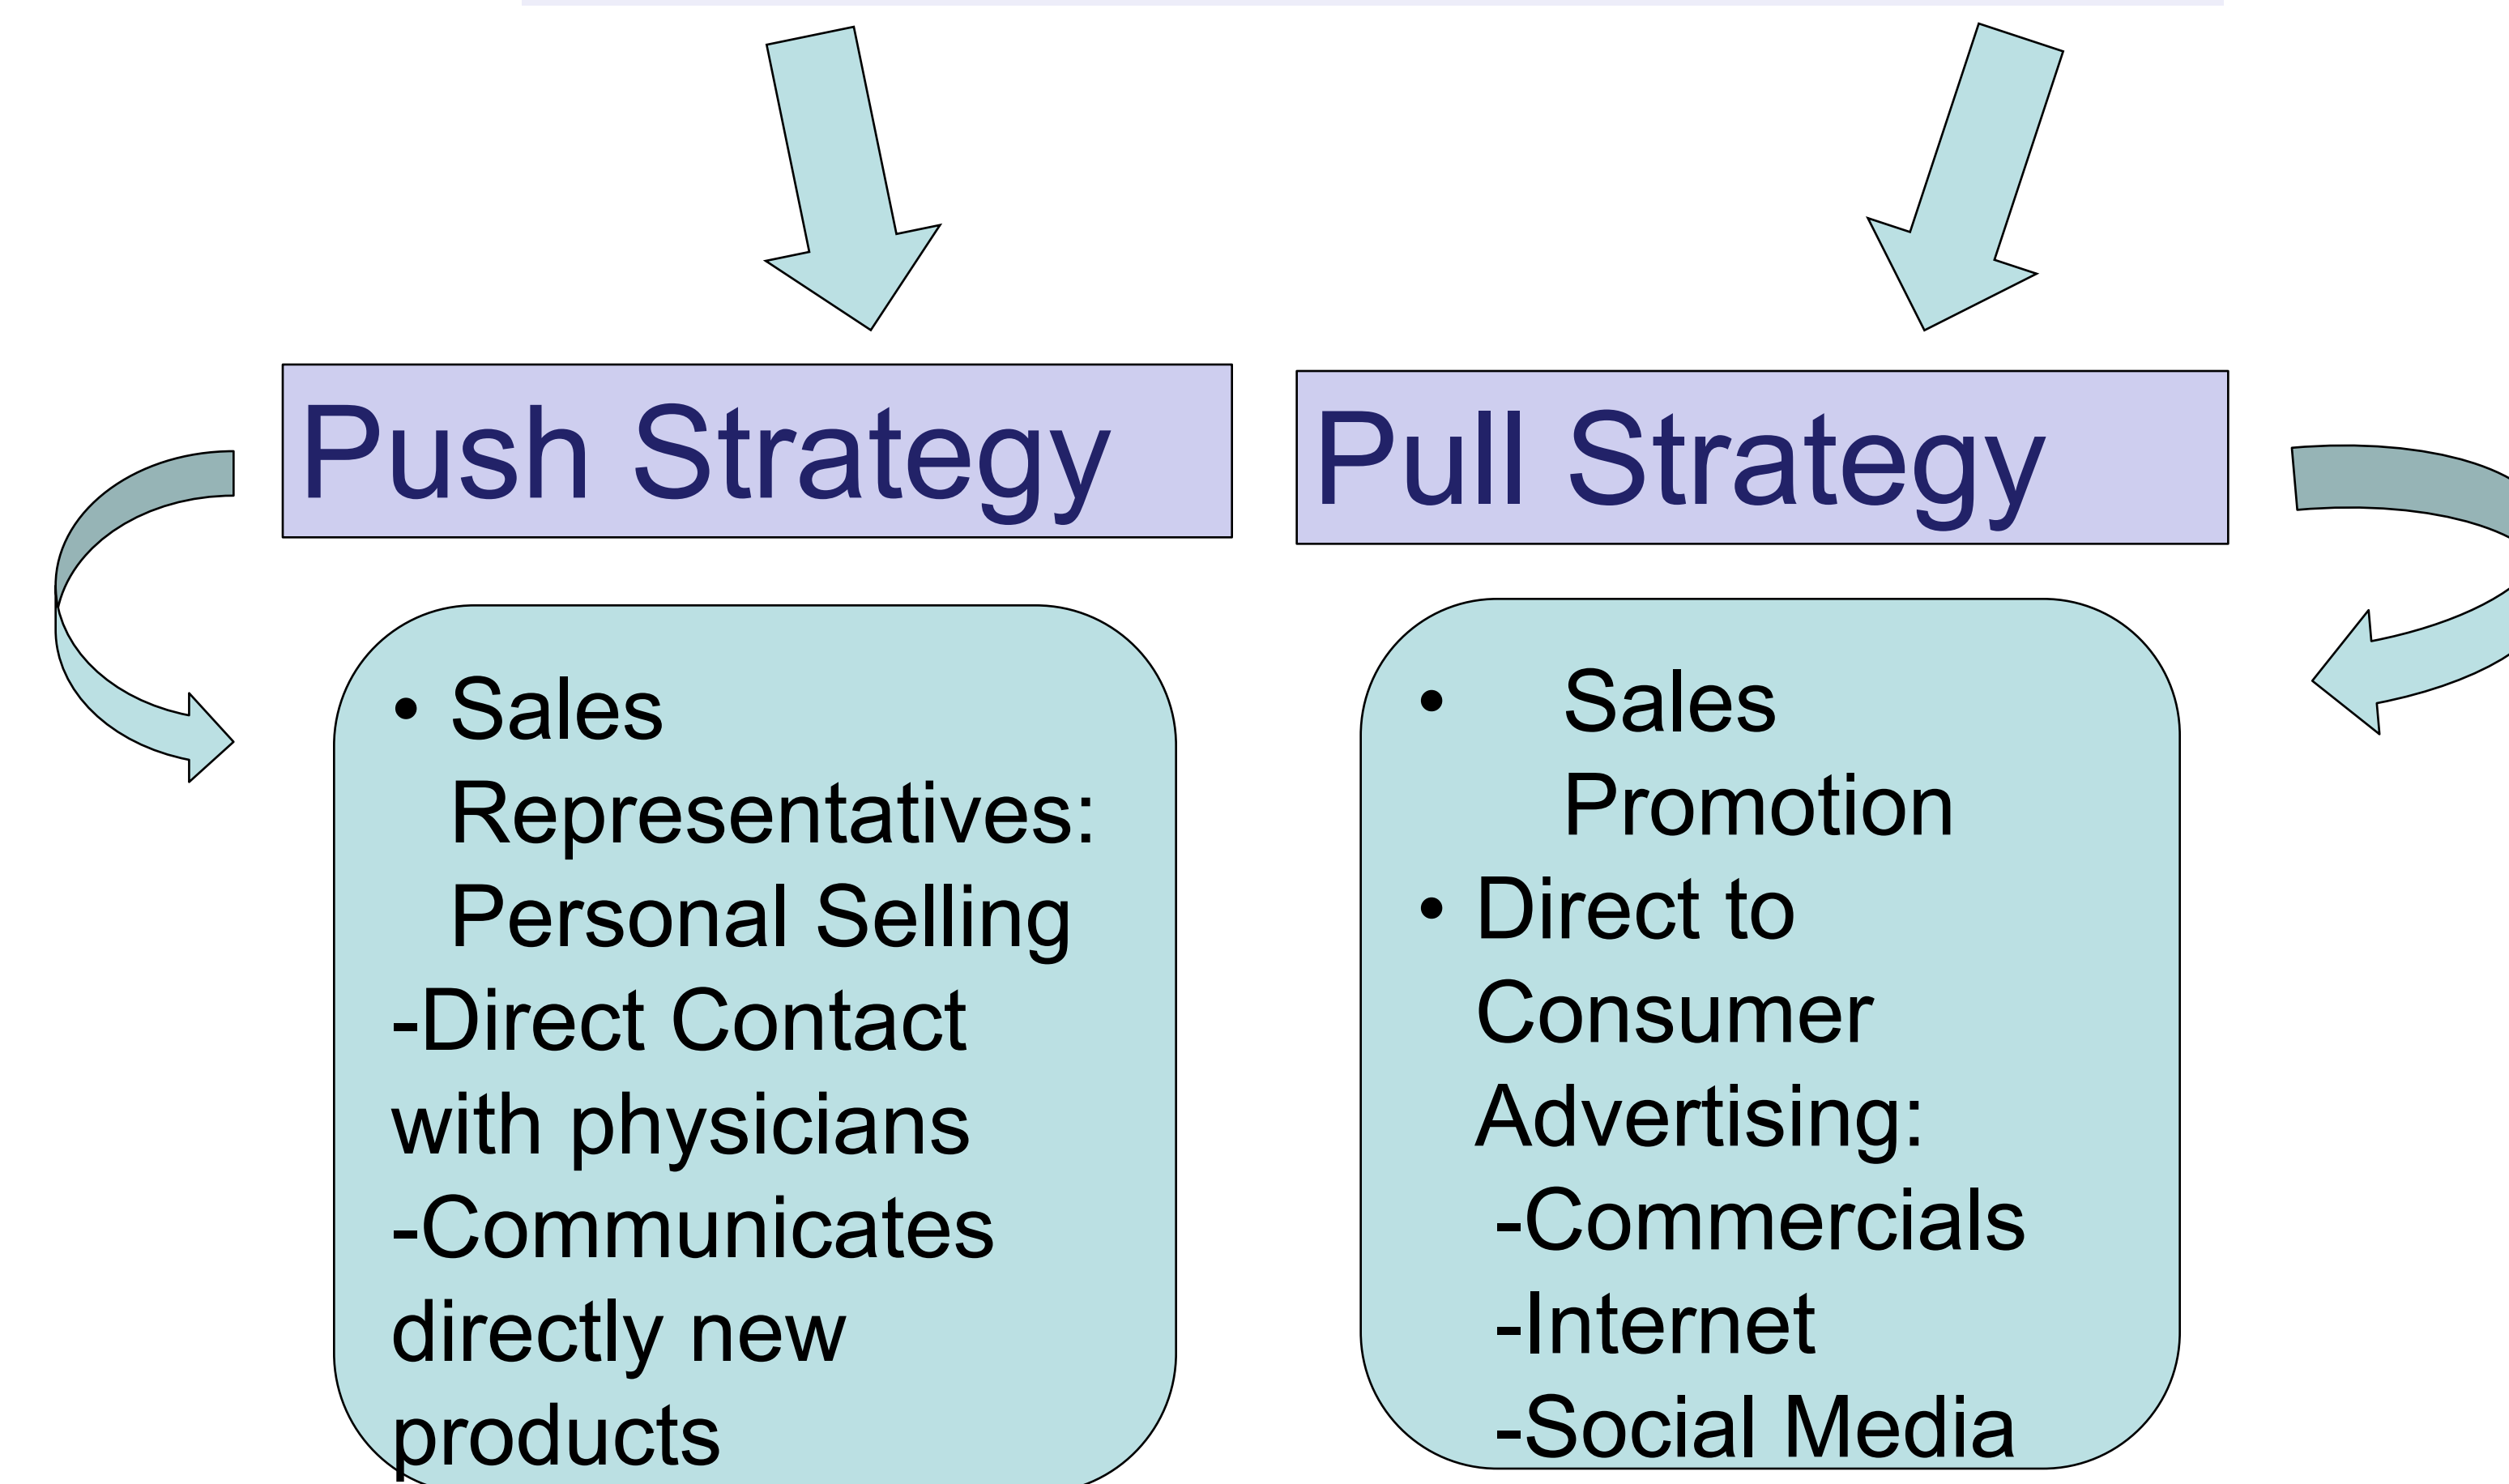 Push Strategy
• Sales
Representatives:
Personal Selling
-Direct Contact
with physicians
-Communicates
directly new
products
Pull Strategy
• Sales
Promotion
• Direct to
Consumer
Advertising:
-Commercials
-Internet
-Social Media